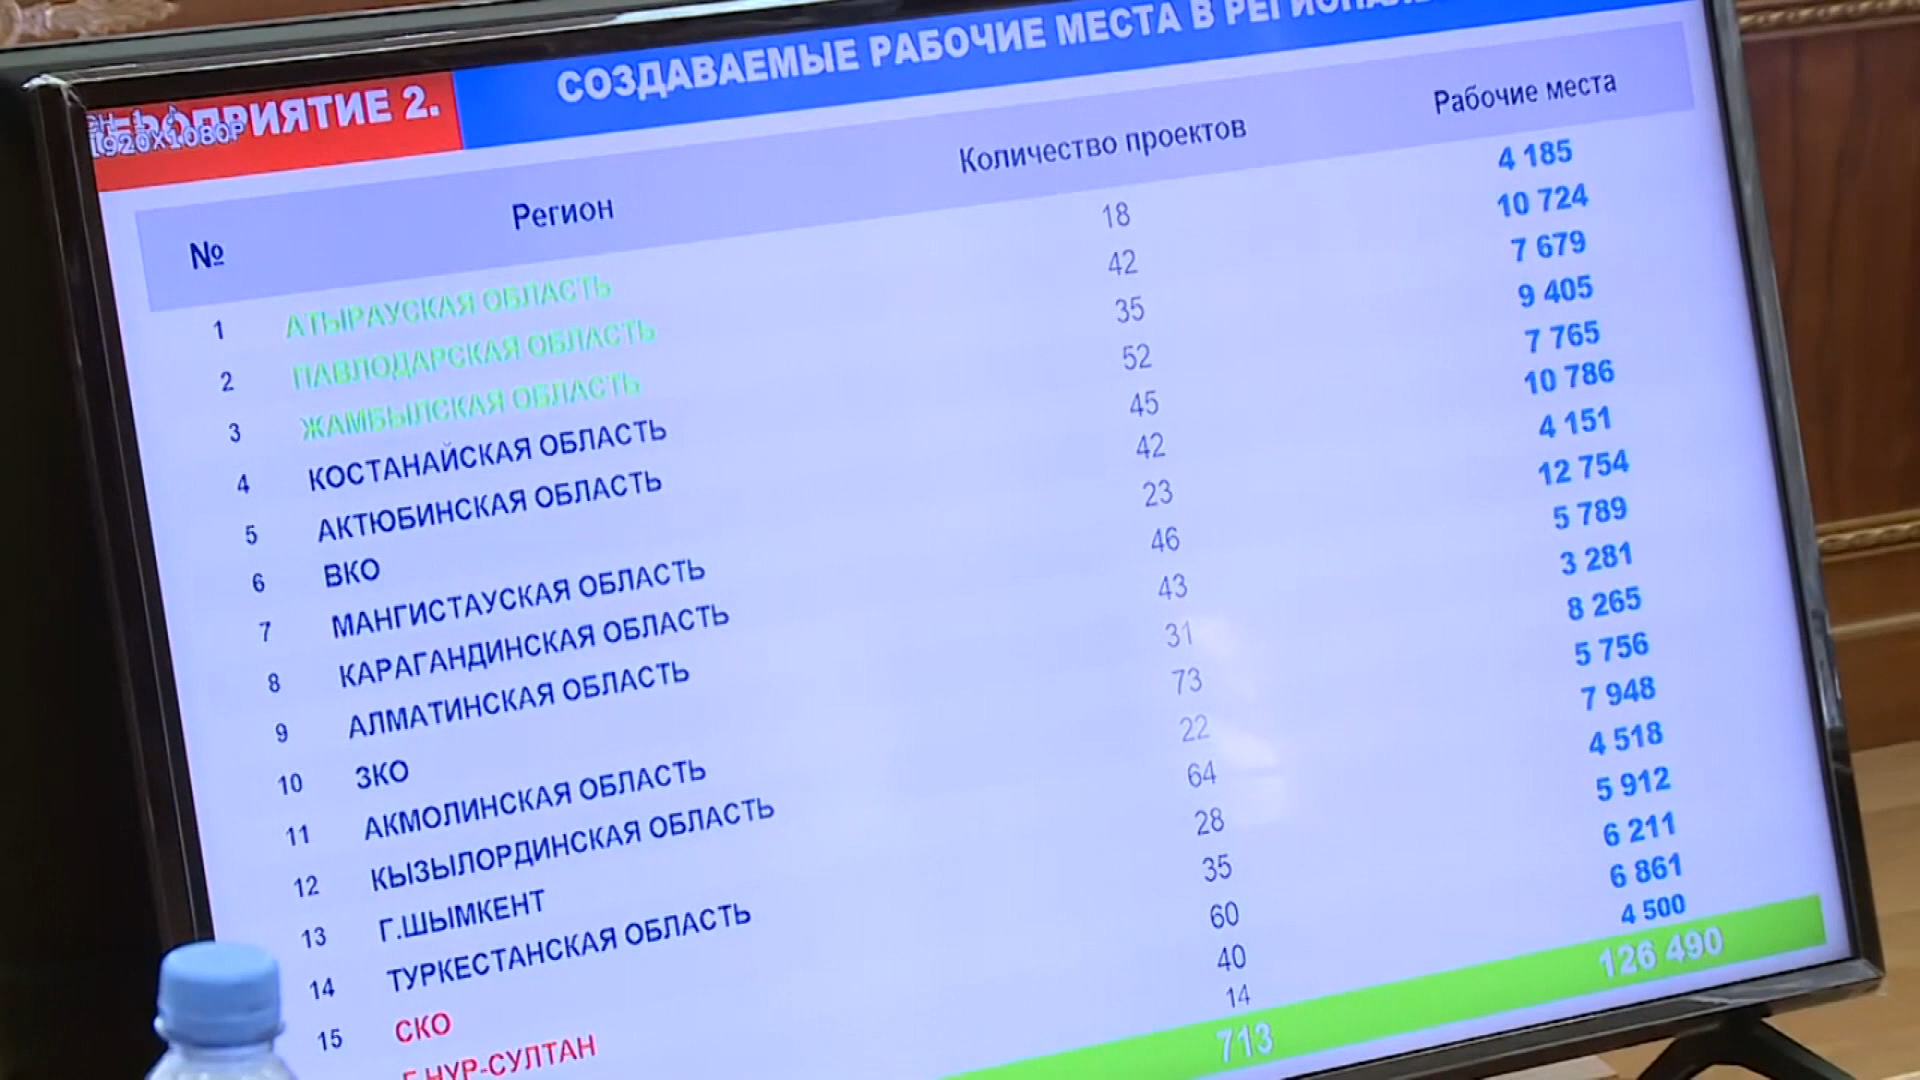 РОПРИЯТИЕ 2.
1920X1080P
СОЗДАВАЕМЫЕ РАБОЧИЕ МЕСТА В
№ Регион Количество проектов Рабочие места
1 АТЫРАУСКАЯ ОБЛАСТЬ 18 4 185
2 ПАВЛОДАРСКАЯ ОБЛАСТЬ 42 10 724
3 ЖАМБЫЛСКАЯ ОБЛАСТЬ 35 7 679
4 КОСТАНАЙСКАЯ ОБЛАСТЬ 52 9 405
5 АКТЮБИНСКАЯ ОБЛАСТЬ 45 7 765
6 ВКО 42 10 786
7 МАНГИСТАУСКАЯ ОБЛАСТЬ 23 4 151
8 КАРАГАНДИНСКАЯ ОБЛАСТЬ 46 12 754
9 АЛМАТИНСКАЯ ОБЛАСТЬ 43 5 789
10 ЗКО 31 3 281
11 АКМОЛИНСКАЯ ОБЛАСТЬ 73 8 265
12 КЫЗЫЛОРДИНСКАЯ ОБЛАСТЬ 22 5 756
13 Г.ШЫМКЕНТ 64 7 948
14 ТУРКЕСТАНСКАЯ ОБЛАСТЬ 28 4 518
15 СКО 35 5 912
Г.НУР-СУЛТАН 60 6 211
40 6 861
14 4 500
713 126 490